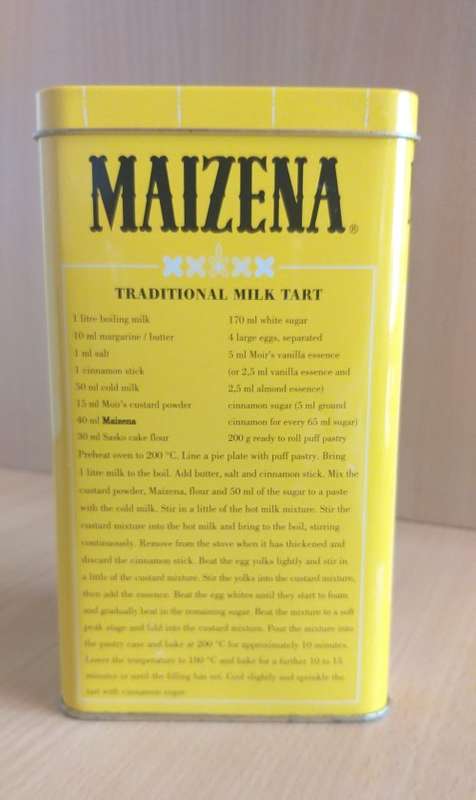 MAIZENA®
TRADITIONAL MILK TART
1 litre boiling milk
10 ml margarine / butter
1 ml salt
1 cinnamon stick
50 ml cold milk
15 ml Moir's custard powder
40 ml Maizena
30 ml Sasko cake flour
170 ml white sugar
4 large eggs, separated
5 ml Moir's vanilla essence
(or 2,5 ml vanilla essence and
2,5 ml almond essence)
cinnamon sugar (5 ml ground
cinnamon for every 65 ml sugar)
200 g ready to roll puff pastry
Preheat oven to 200 °C. Line a pie plate with puff pastry. Bring
1 litre milk to the boil. Add butter, salt and cinnamon stick. Mix the
custard powder, Maizena, flour and 50 ml of the sugar to a paste
with the cold milk. Stir in a little of the hot milk mixture. Stir the
custard mixture into the hot milk and bring to the boil, stirring
continuously. Remove from the stove when it has thickened and
discard the cinnamon stick. Beat the egg yolks lightly and stir in
a little of the custard mixture. Stir the yolks into the custard mixture,
then add the essence. Beat the egg whites until they start to foam
and gradually beat in the remaining sugar. Beat the mixture to a soft
peak stage and fold into the custard mixture. Pour the mixture into
the pastry case and bake at 200 °C for approximately 10 minutes.
Lower the temperature to 180 °C and bake for a further 10 to 15
minutes or until the filling has set. Cool slightly and sprinkle the
tart with cinnamon sugar.